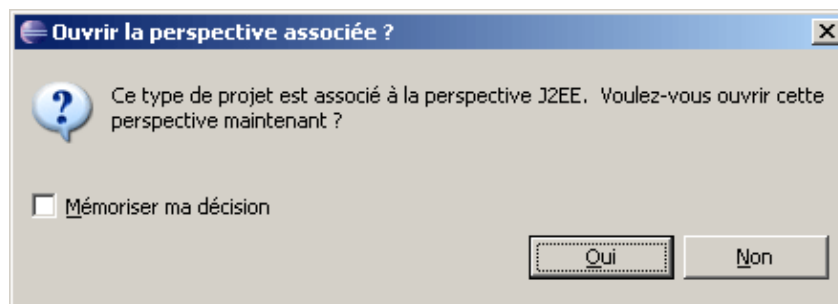 Ouvrir la perspective associée ?
Ce type de projet est associé à la perspective J2EE. Voulez-vous ouvrir cette
perspective maintenant ?
Mémoriser ma décision
Oui
Non